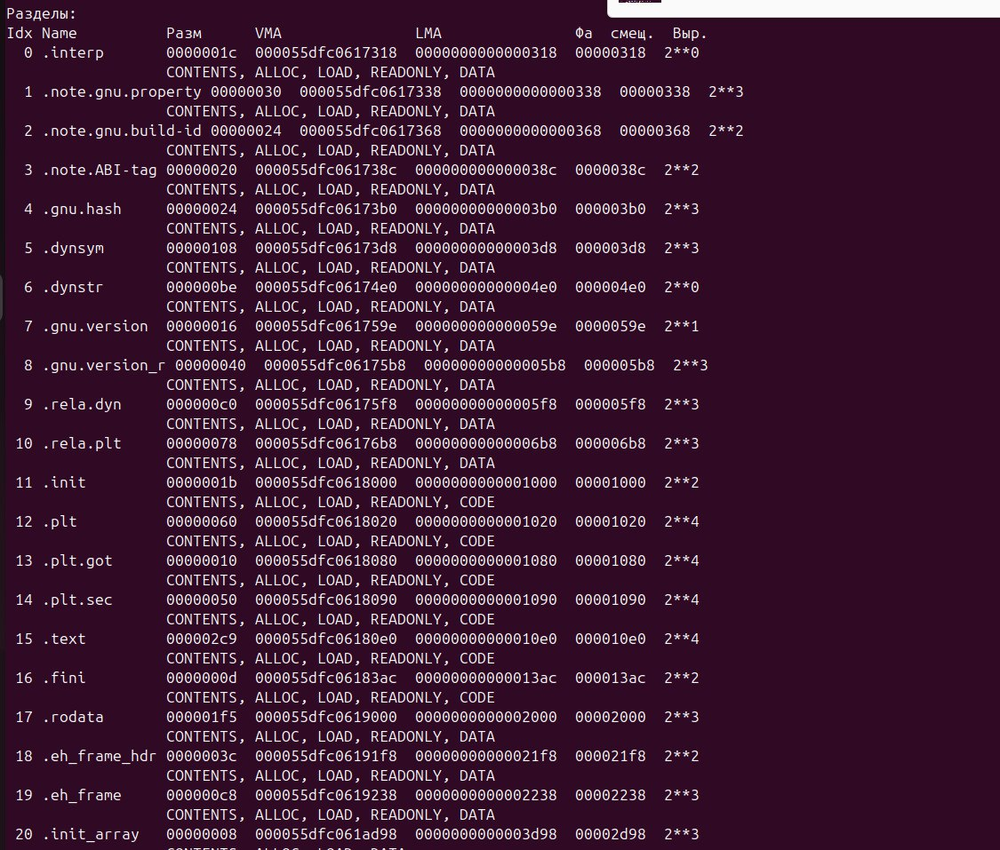 Разделы:
Idx Name Разм VMA LMA Фа смещ. Выр.
0 .interp 0000001c 000055dfc0617318 0000000000000318 00000318 2**0
CONTENTS, ALLOC, LOAD, READONLY, DATA
1 .note.gnu.property 00000030 000055dfc0617338 0000000000000338 00000338 2**3
CONTENTS, ALLOC, LOAD, READONLY, DATA
2 .note.gnu.build-id 00000024 000055dfc0617368 0000000000000368 00000368 2**2
CONTENTS, ALLOC, LOAD, READONLY, DATA
3 .note.ABI-tag 00000020 000055dfc061738c 000000000000038c 0000038c 2**2
CONTENTS, ALLOC, LOAD, READONLY, DATA
4 .gnu.hash 00000024 000055dfc06173b0 00000000000003b0 000003b0 2**3
CONTENTS, ALLOC, LOAD, READONLY, DATA
5 .dynsym 00000108 000055dfc06173d8 00000000000003d8 000003d8 2**3
CONTENTS, ALLOC, LOAD, READONLY, DATA
6 .dynstr 000000be 000055dfc06174e0 00000000000004e0 000004e0 2**0
CONTENTS, ALLOC, LOAD, READONLY, DATA
7 .gnu.version 00000016 000055dfc061759e 000000000000059e 0000059e 2**1
CONTENTS, ALLOC, LOAD, READONLY, DATA
8 .gnu.version_r 00000040 000055dfc06175b8 00000000000005b8 000005b8 2**3
CONTENTS, ALLOC, LOAD, READONLY, DATA
9 .rela.dyn 000000c0 000055dfc06175f8 00000000000005f8 000005f8 2**3
CONTENTS, ALLOC, LOAD, READONLY, DATA
10 .rela.plt 00000078 000055dfc06176b8 00000000000006b8 000006b8 2**3
CONTENTS, ALLOC, LOAD, READONLY, DATA
11 .init 0000001b 000055dfc0618000 0000000000001000 00001000 2**2
CONTENTS, ALLOC, LOAD, READONLY, CODE
12 .plt 00000060 000055dfc0618020 0000000000001020 00001020 2**4
CONTENTS, ALLOC, LOAD, READONLY, CODE
13 .plt.got 00000010 000055dfc0618080 0000000000001080 00001080 2**4
CONTENTS, ALLOC, LOAD, READONLY, CODE
14 .plt.sec 00000050 000055dfc0618090 0000000000001090 00001090 2**4
CONTENTS, ALLOC, LOAD, READONLY, CODE
15 .text 000002c9 000055dfc06180e0 00000000000010e0 000010e0 2**4
CONTENTS, ALLOC, LOAD, READONLY, CODE
16 .fini 0000000d 000055dfc06183ac 00000000000013ac 000013ac 2**2
CONTENTS, ALLOC, LOAD, READONLY, CODE
17 .rodata 000001f5 000055dfc0619000 0000000000002000 00002000 2**3
CONTENTS, ALLOC, LOAD, READONLY, DATA
18 .eh_frame_hdr 0000003c 000055dfc06191f8 00000000000021f8 000021f8 2**2
CONTENTS, ALLOC, LOAD, READONLY, DATA
19 .eh_frame 000000c8 000055dfc0619238 0000000000002238 00002238 2**3
CONTENTS, ALLOC, LOAD, READONLY, DATA
20 .init_array 00000008 000055dfc061ad98 0000000000003d98 00002d98 2**3
CONTENTS, ALLOC, LOAD, DATA